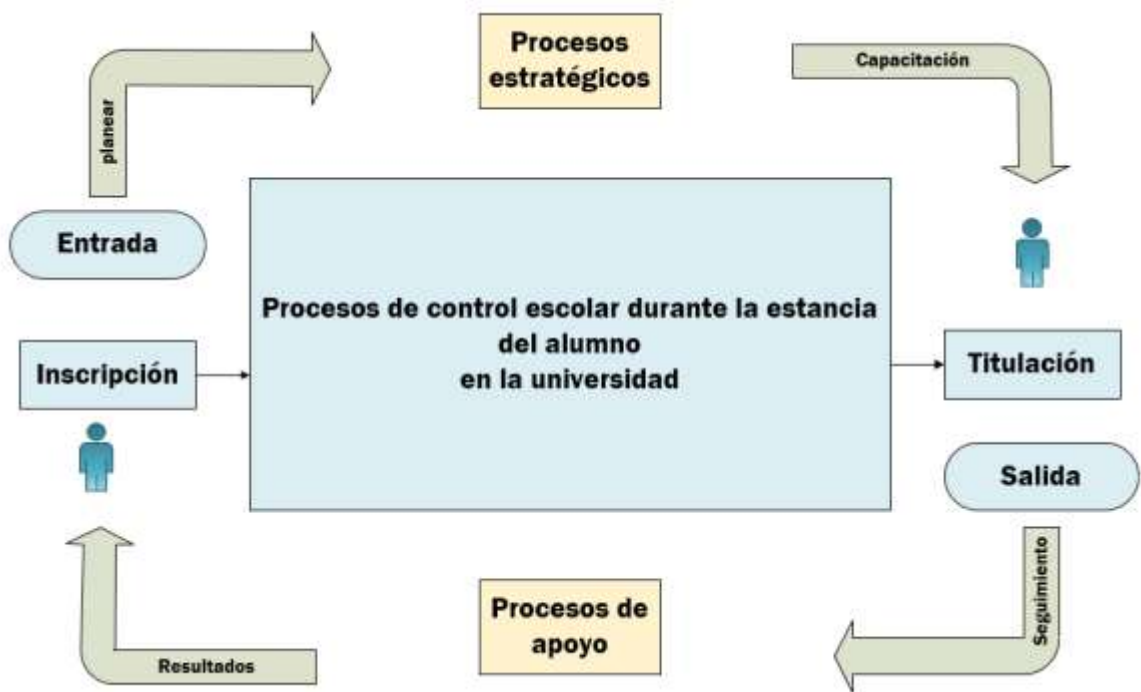 Procesos
estratégicos
Capacitación
planear
Entrada
Procesos de control escolar durante la estancia
del alumno
en la universidad
Inscripción
Titulación
Salida
Seguimiento
Procesos de
apoyo
Resultados